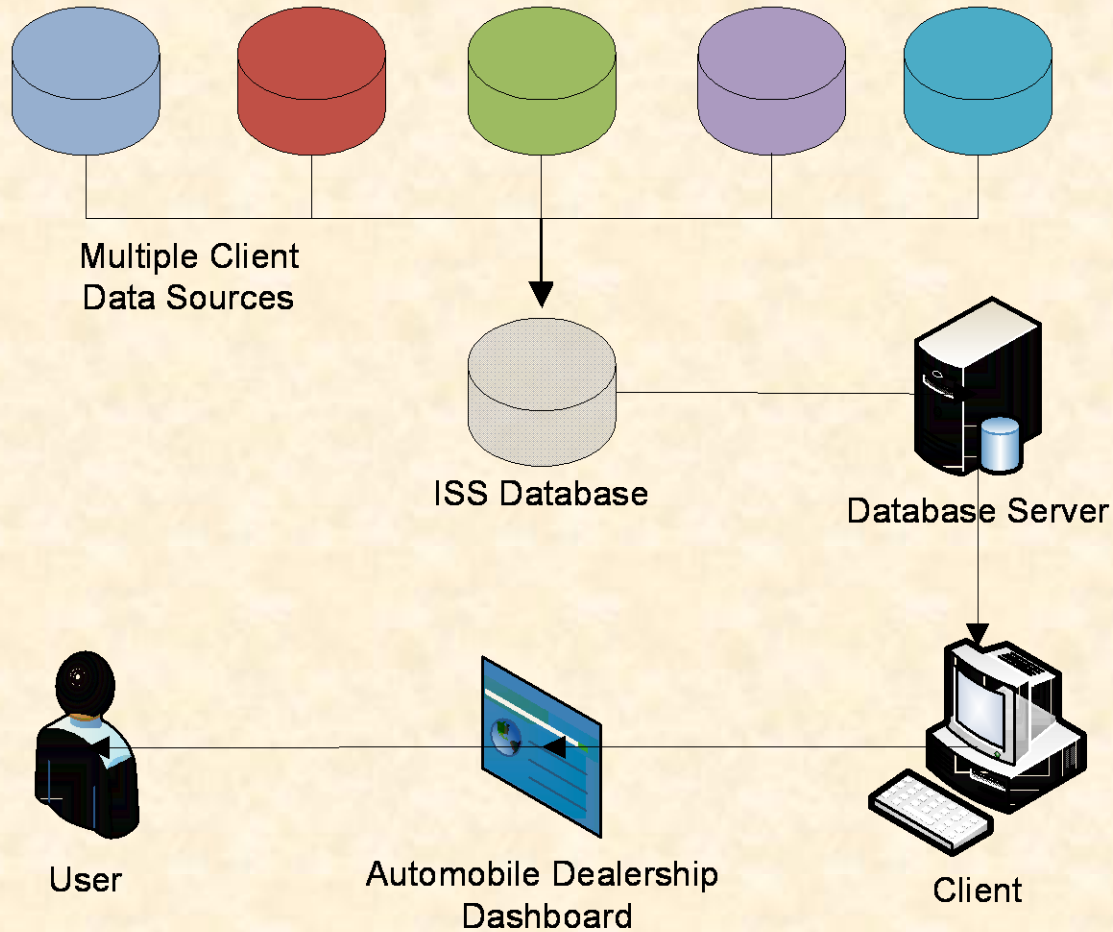 Multiple Client
Data Sources
ISS Database
Database Server
User
Automobile Dealership
Dashboard
Client